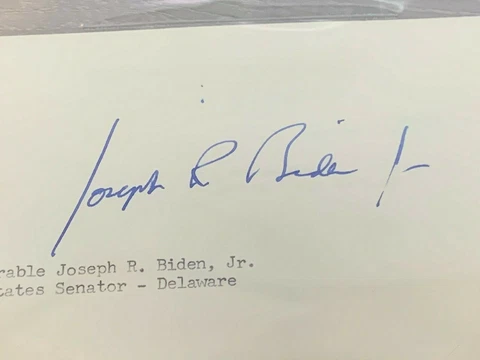 Joseph R Biden Jr
rable Joseph R. Biden, Jr.
tates Senator - Delaware